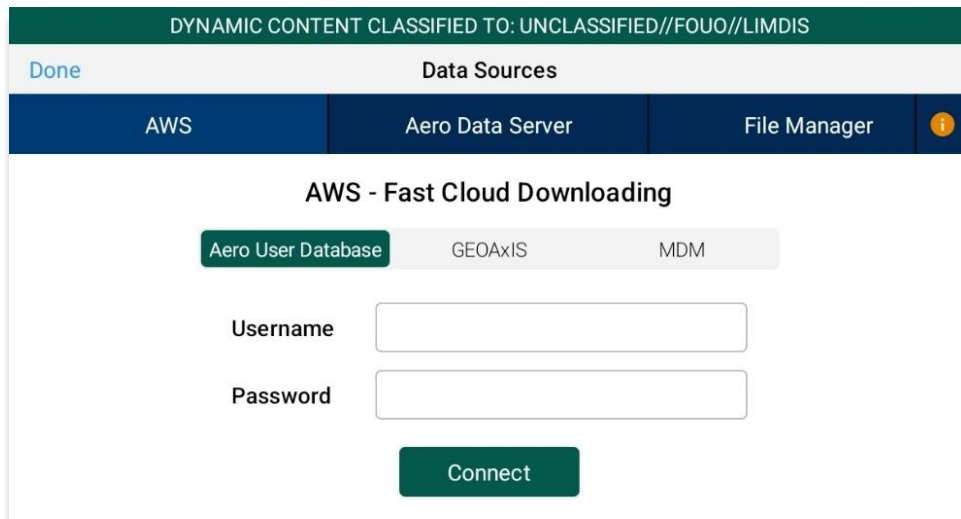 DYNAMIC CONTENT CLASSIFIED TO: UNCLASSIFIED//FOUO//LIMDIS
Done Data Sources
AWS Aero Data Server File Manager i
AWS - Fast Cloud Downloading
Aero User Database GEOAxIS MDM
Username
Password
Connect